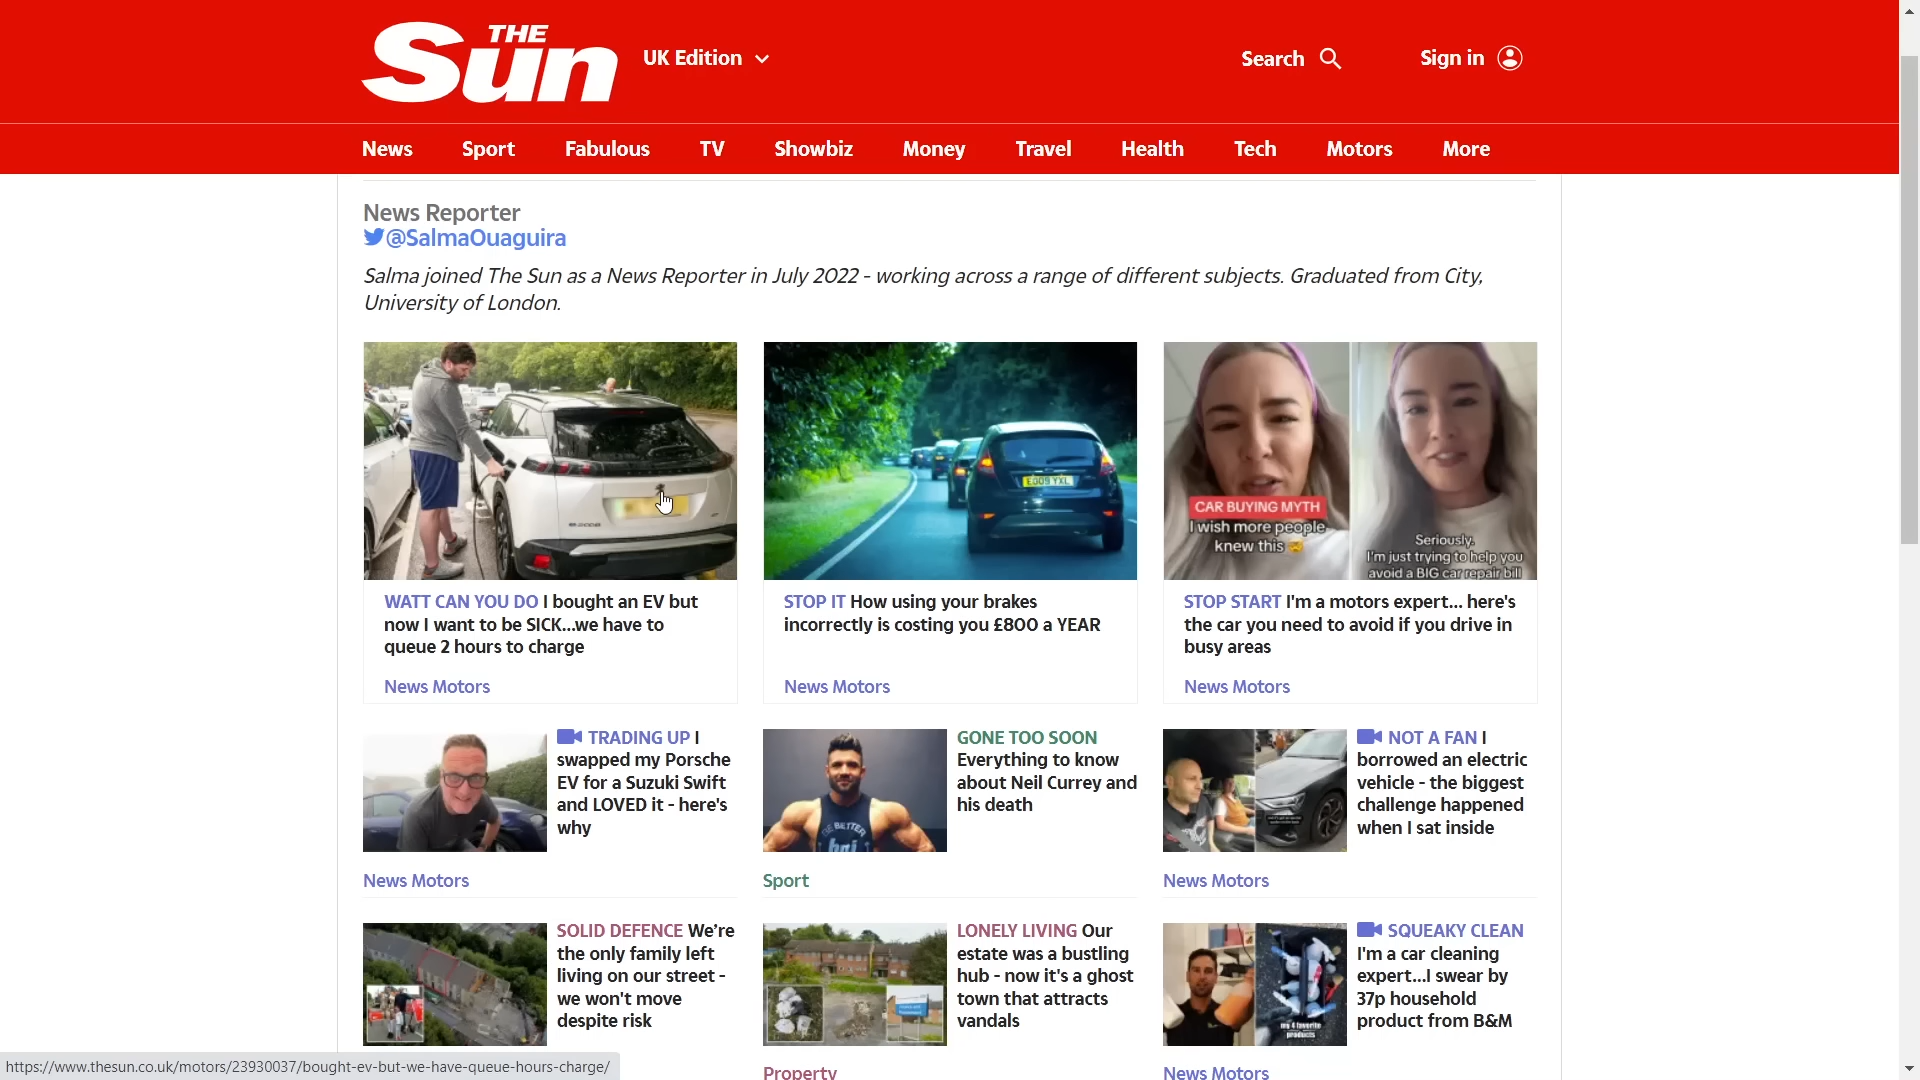 THE
Sun
UK Edition
Search
Sign in
News
Sport
Fabulous
TV
Showbiz
Money
Travel
Health
Tech
Motors
More
News Reporter
@SalmaOuaguira
Salma joined The Sun as a News Reporter in July 2022 - working across a range of different subjects. Graduated from City,
University of London.
CAR BUYING MYTH
I wish more people
knew this 🤯
Seriously.
I'm just trying to help you
avoid a BIG car repair bill
WATT CAN YOU DO I bought an EV but
now I want to be SICK...we have to
queue 2 hours to charge
News Motors
STOP IT How using your brakes
incorrectly is costing you £800 a YEAR
News Motors
STOP START I'm a motors expert... here's
the car you need to avoid if you drive in
busy areas
News Motors
TRADING UP I
swapped my Porsche
EV for a Suzuki Swift
and LOVED it - here's
why
News Motors
GONE TOO SOON
Everything to know
about Neil Currey and
his death
Sport
NOT A FAN I
borrowed an electric
vehicle - the biggest
challenge happened
when I sat inside
News Motors
SOLID DEFENCE We’re
the only family left
living on our street -
we won't move
despite risk
LONELY LIVING Our
estate was a bustling
hub - now it's a ghost
town that attracts
vandals
Property
my 4 favorite
products
SQUEAKY CLEAN
I'm a car cleaning
expert...I swear by
37p household
product from B&M
News Motors
https://www.thesun.co.uk/motors/23930037/bought-ev-but-we-have-queue-hours-charge/